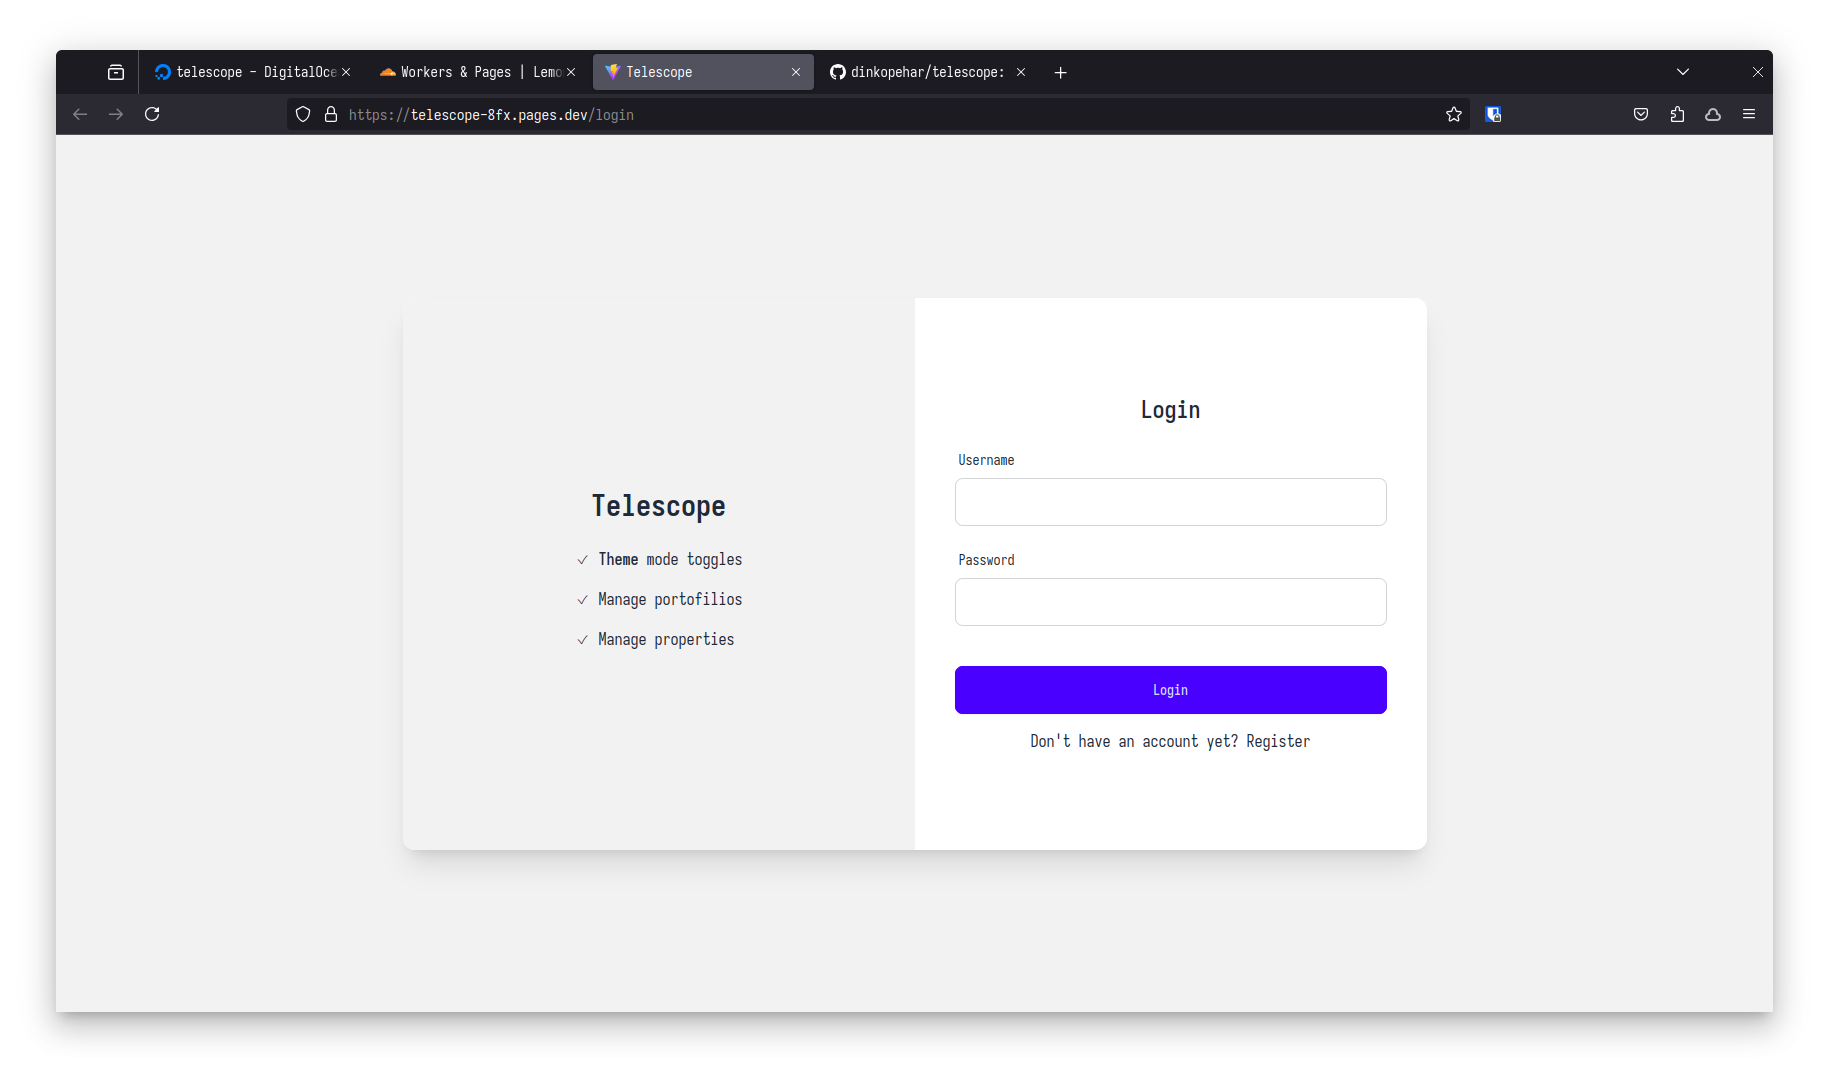 telescope - DigitalOce
Workers & Pages | Lemo
Telescope
dinkopehar/telescope:
https://telescope-8fx.pages.dev/login
Telescope
✓ Theme mode toggles
✓ Manage portofilios
✓ Manage properties
Login
Username
Password
Login
Don't have an account yet? Register